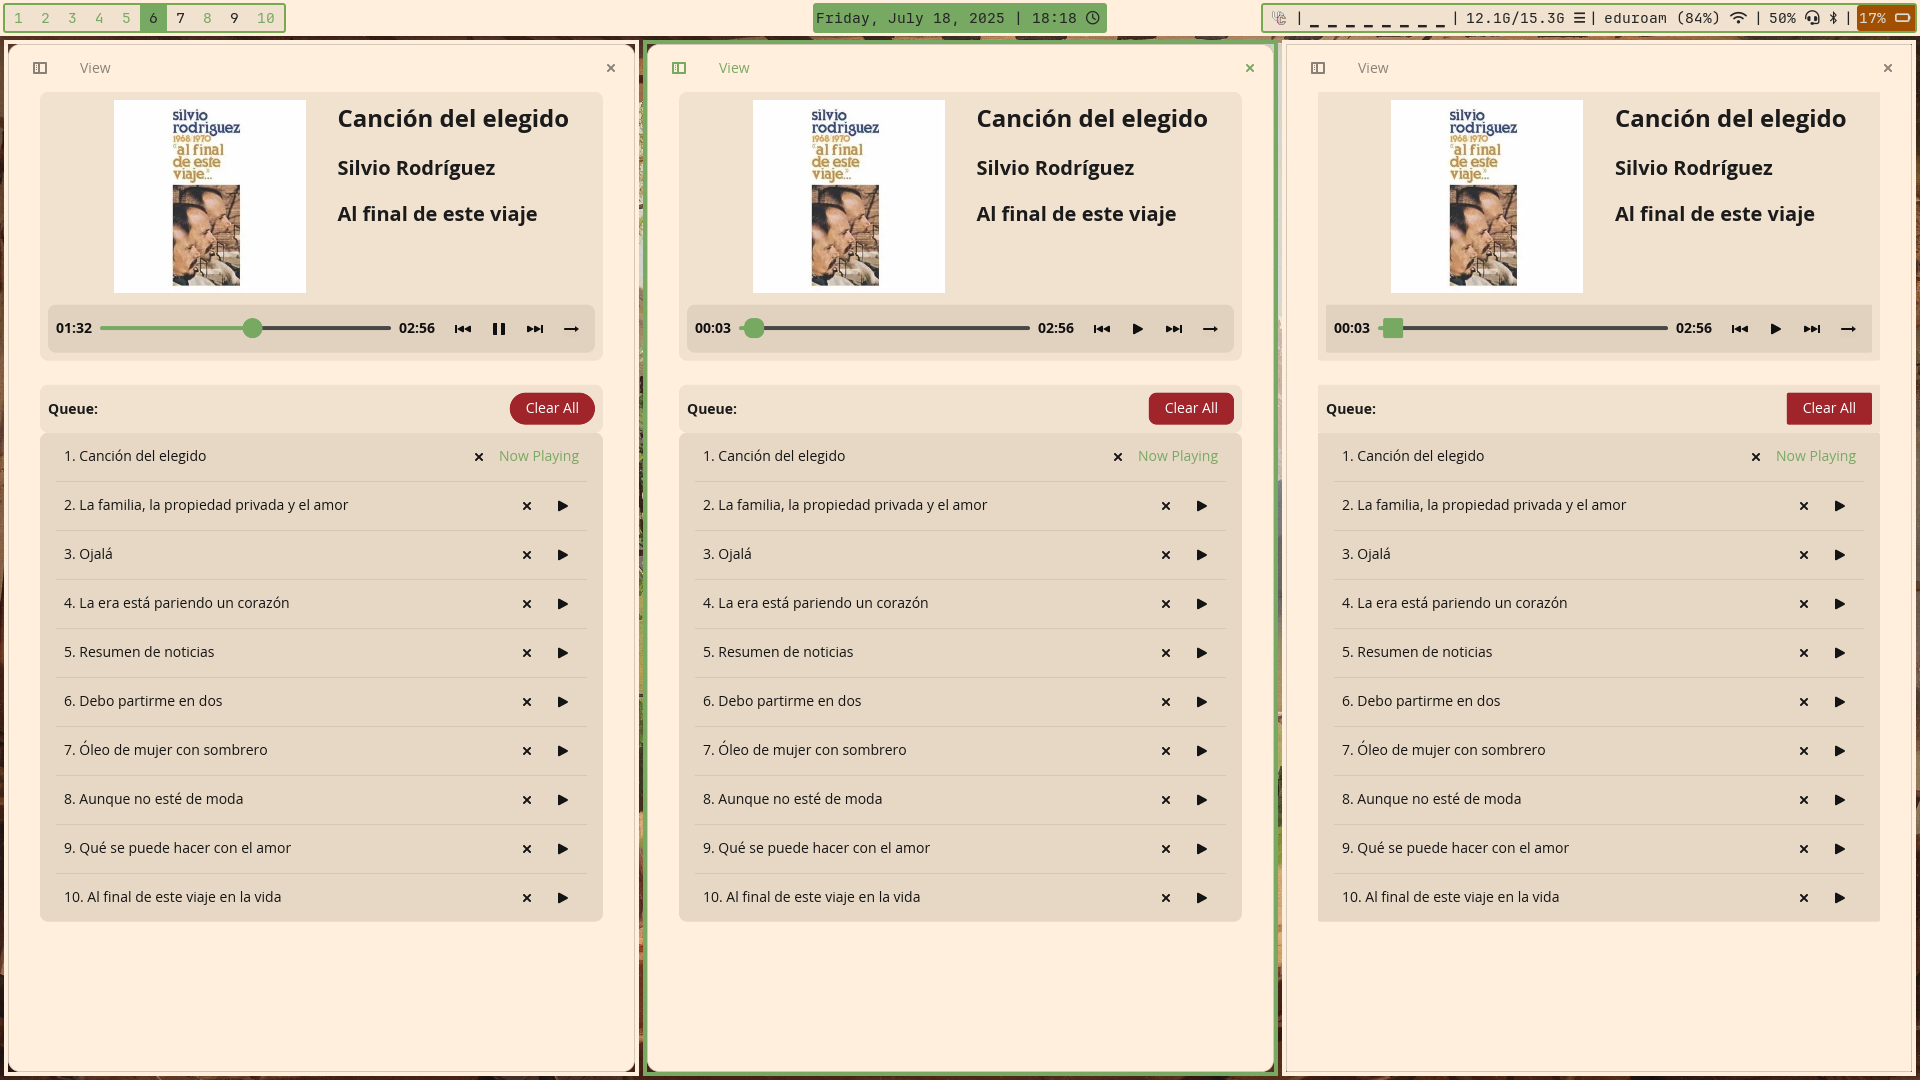 1 2 3 4 5 6 7 8 9 10
Friday, July 18, 2025 | 18:18
| _ _ _ _ _ _ _ _ | 12.1G/15.3G | eduroam (84%) | 50% | 17%
View
silvio
rodríguez
1968 1970
"al final
de este
viaje..."
Canción del elegido
Silvio Rodríguez
Al final de este viaje
01:32
02:56
Queue:
Clear All
1. Canción del elegido
Now Playing
2. La familia, la propiedad privada y el amor
3. Ojalá
4. La era está pariendo un corazón
5. Resumen de noticias
6. Debo partirme en dos
7. Óleo de mujer con sombrero
8. Aunque no esté de moda
9. Qué se puede hacer con el amor
10. Al final de este viaje en la vida
View
silvio
rodríguez
1968 1970
"al final
de este
viaje..."
Canción del elegido
Silvio Rodríguez
Al final de este viaje
00:03
02:56
Queue:
Clear All
1. Canción del elegido
Now Playing
2. La familia, la propiedad privada y el amor
3. Ojalá
4. La era está pariendo un corazón
5. Resumen de noticias
6. Debo partirme en dos
7. Óleo de mujer con sombrero
8. Aunque no esté de moda
9. Qué se puede hacer con el amor
10. Al final de este viaje en la vida
View
silvio
rodríguez
1968 1970
"al final
de este
viaje..."
Canción del elegido
Silvio Rodríguez
Al final de este viaje
00:03
02:56
Queue:
Clear All
1. Canción del elegido
Now Playing
2. La familia, la propiedad privada y el amor
3. Ojalá
4. La era está pariendo un corazón
5. Resumen de noticias
6. Debo partirme en dos
7. Óleo de mujer con sombrero
8. Aunque no esté de moda
9. Qué se puede hacer con el amor
10. Al final de este viaje en la vida